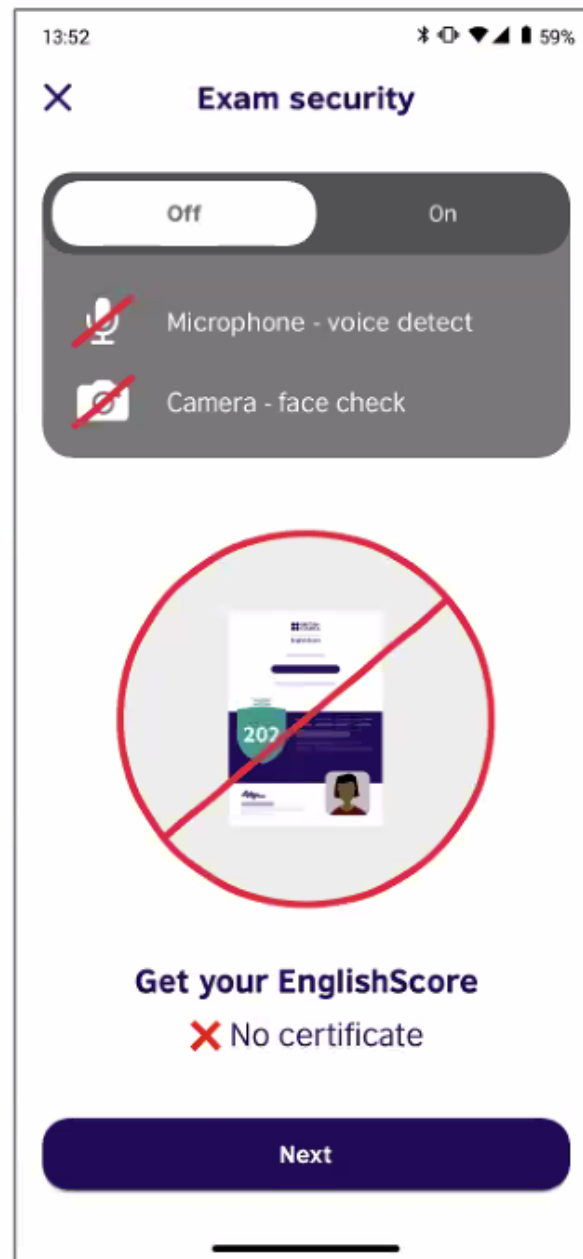 13:52
59%
Exam security
Off
On
Microphone - voice detect
Camera - face check
202
Get your EnglishScore
❌ No certificate
Next